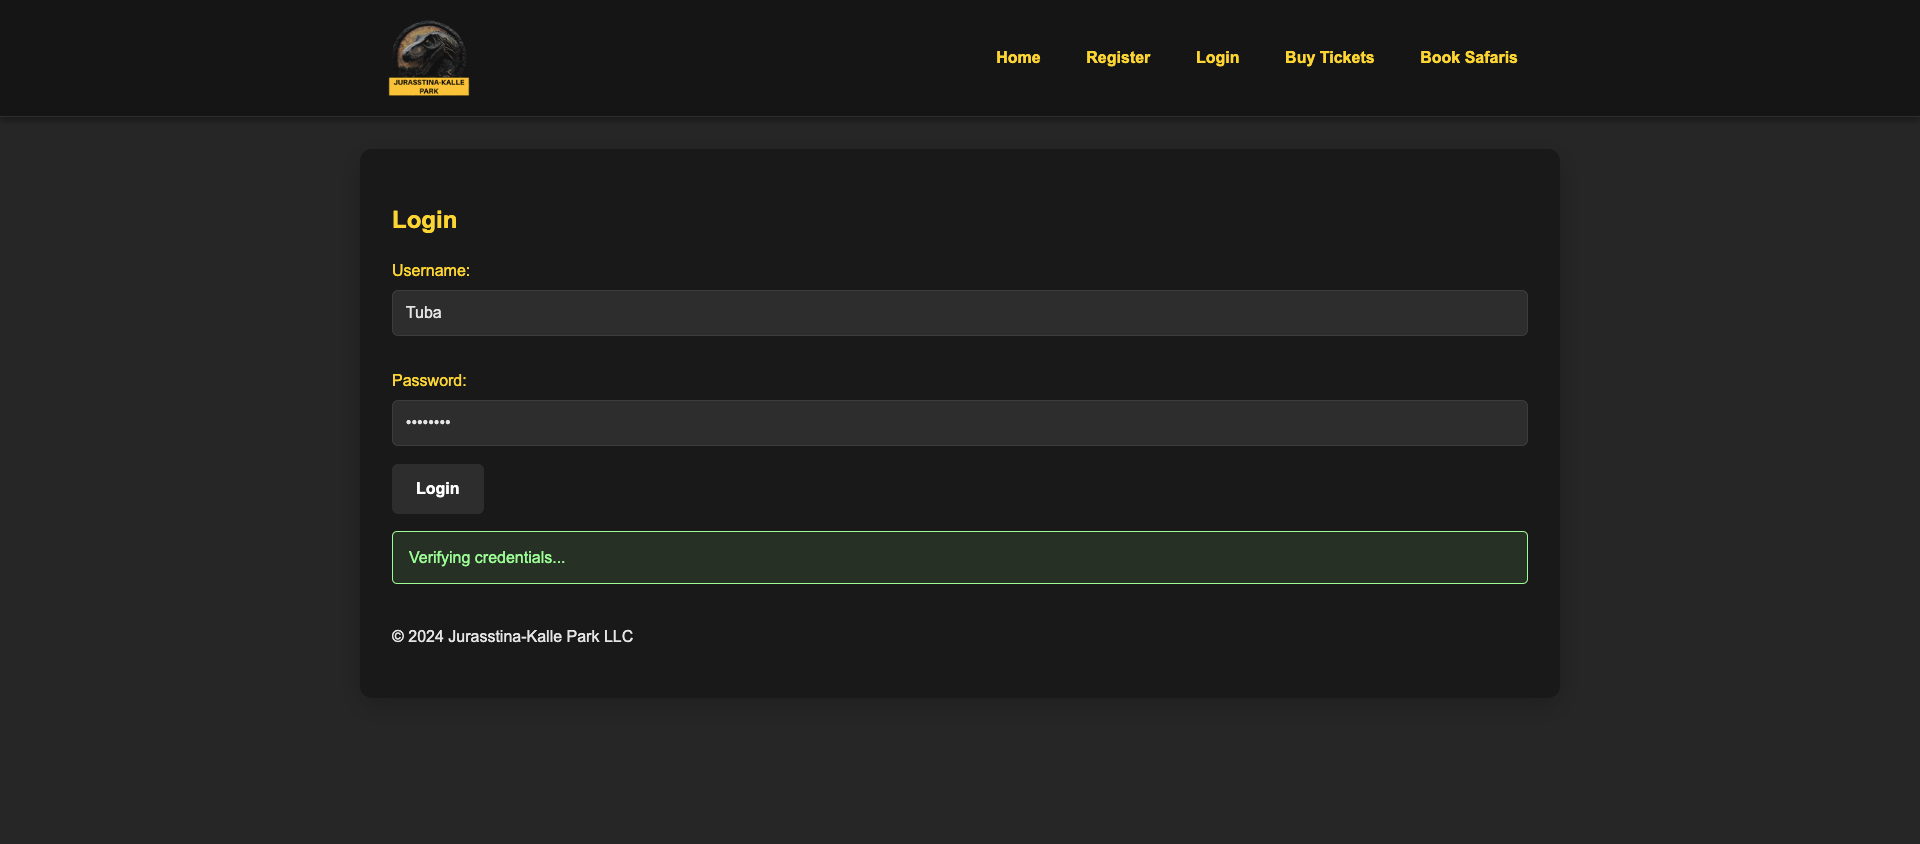 JURASSTINA-KALLE
PARK
Home
Register
Login
Buy Tickets
Book Safaris
Login
Username:
Tuba
Password:
••••••••
Login
Verifying credentials...
© 2024 Jurasstina-Kalle Park LLC